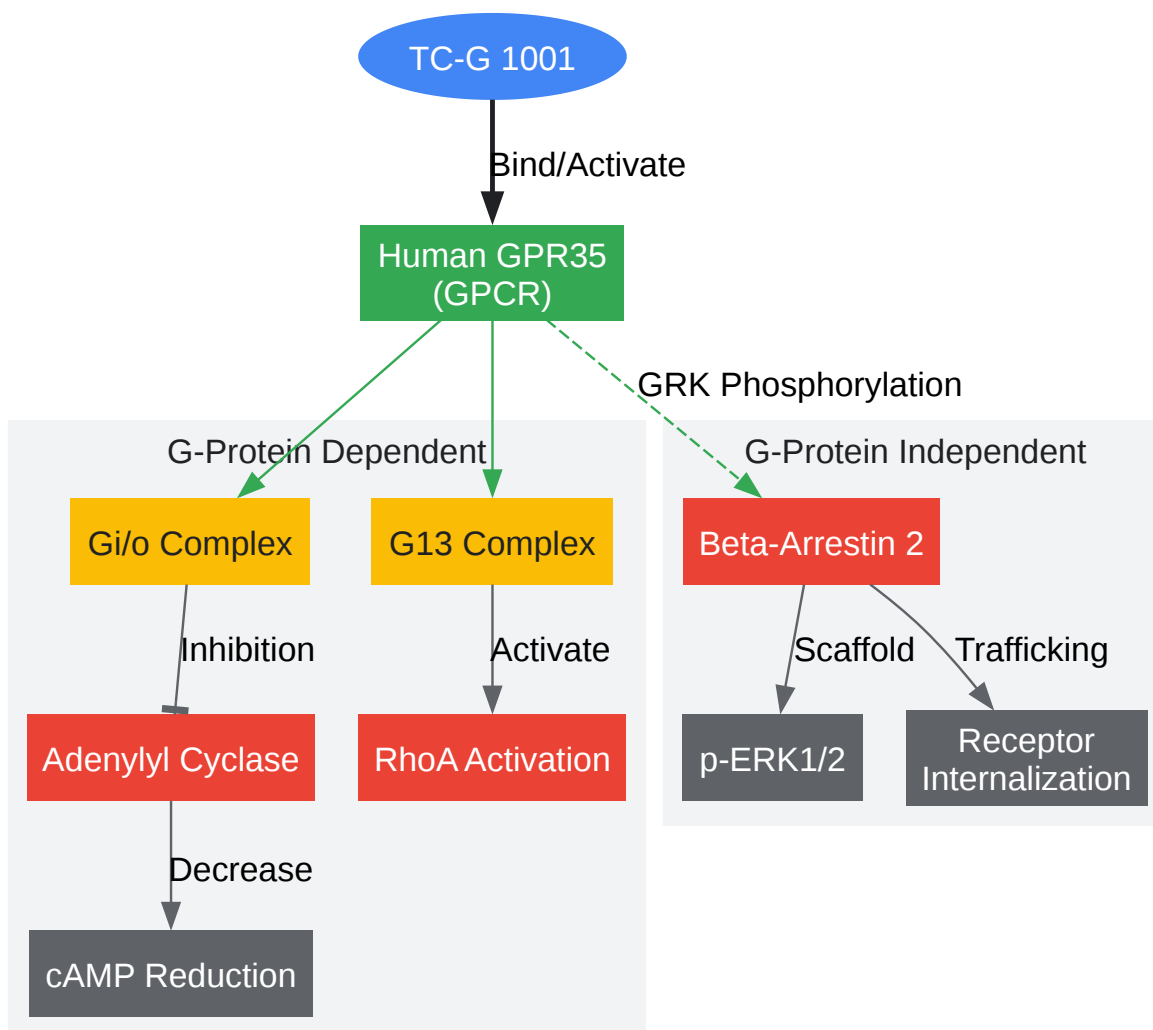 TC-G 1001
Bind/Activate
Human GPR35
(GPCR)
GRK Phosphorylation
G-Protein Dependent
G-Protein Independent
Gi/o Complex
G13 Complex
Beta-Arrestin 2
Inhibition
Activate
Scaffold
Trafficking
Adenylyl Cyclase
RhoA Activation
p-ERK1/2
Receptor
Internalization
Decrease
cAMP Reduction